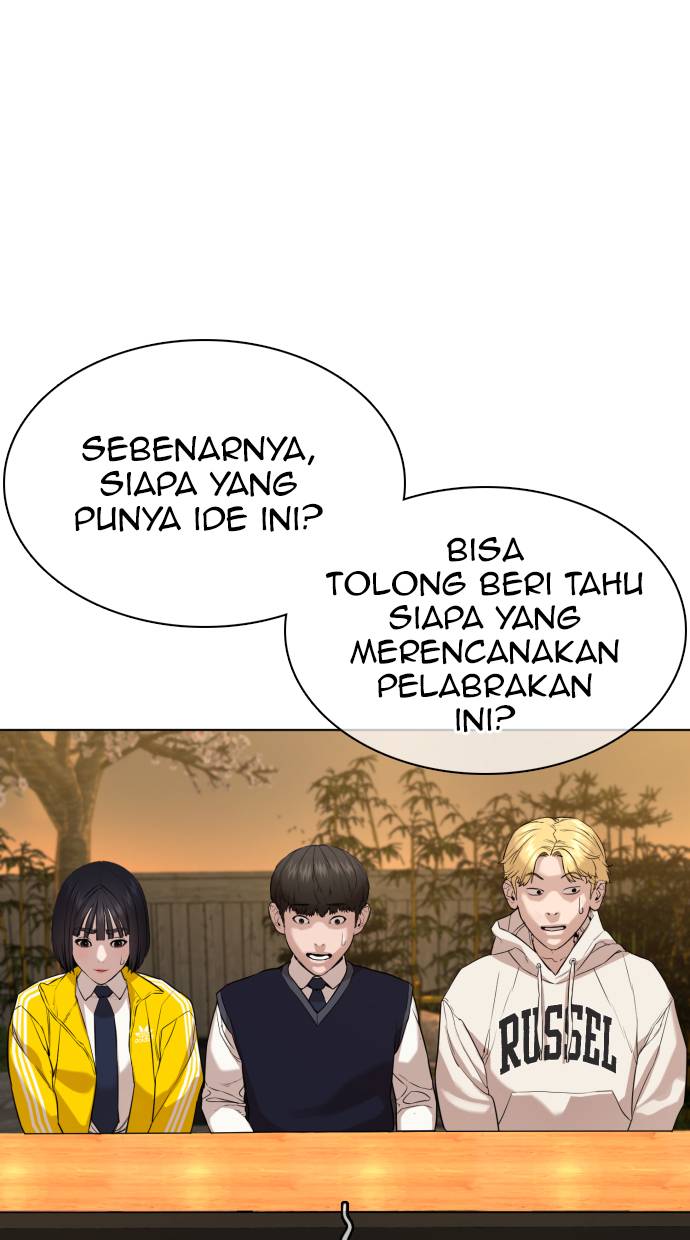 SEBENARNYA,
SIAPA YANG
PUNYA IDE INI?
BISA
TOLONG BERI TAHU
SIAPA YANG
MERENCANAKAN
PELABRAKAN
INI?
RUSSEL